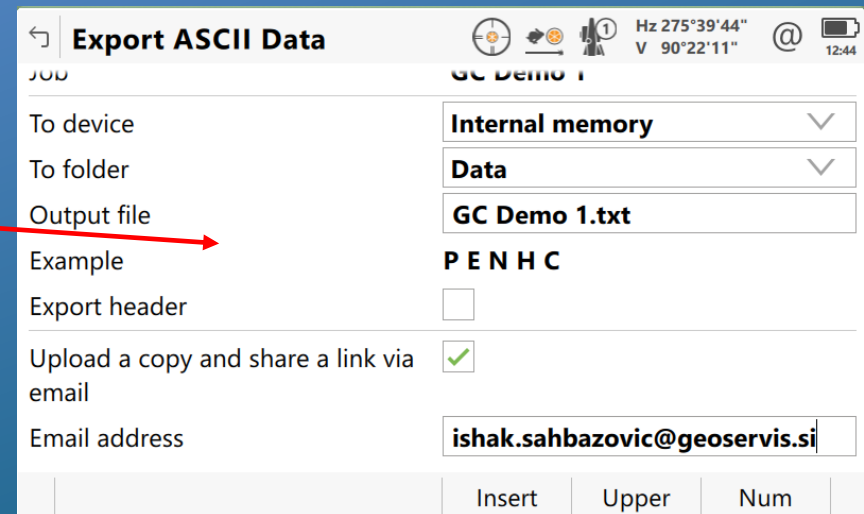 Export ASCII Data
1
Hz 275°39'44"
V 90°22'11"
@
12:44
Job GC Demo 1
To device Internal memory
To folder Data
Output file GC Demo 1.txt
Example P E N H C
Export header
Upload a copy and share a link via
email
Email address ishak.sahbazovic@geoservis.si
Insert Upper Num